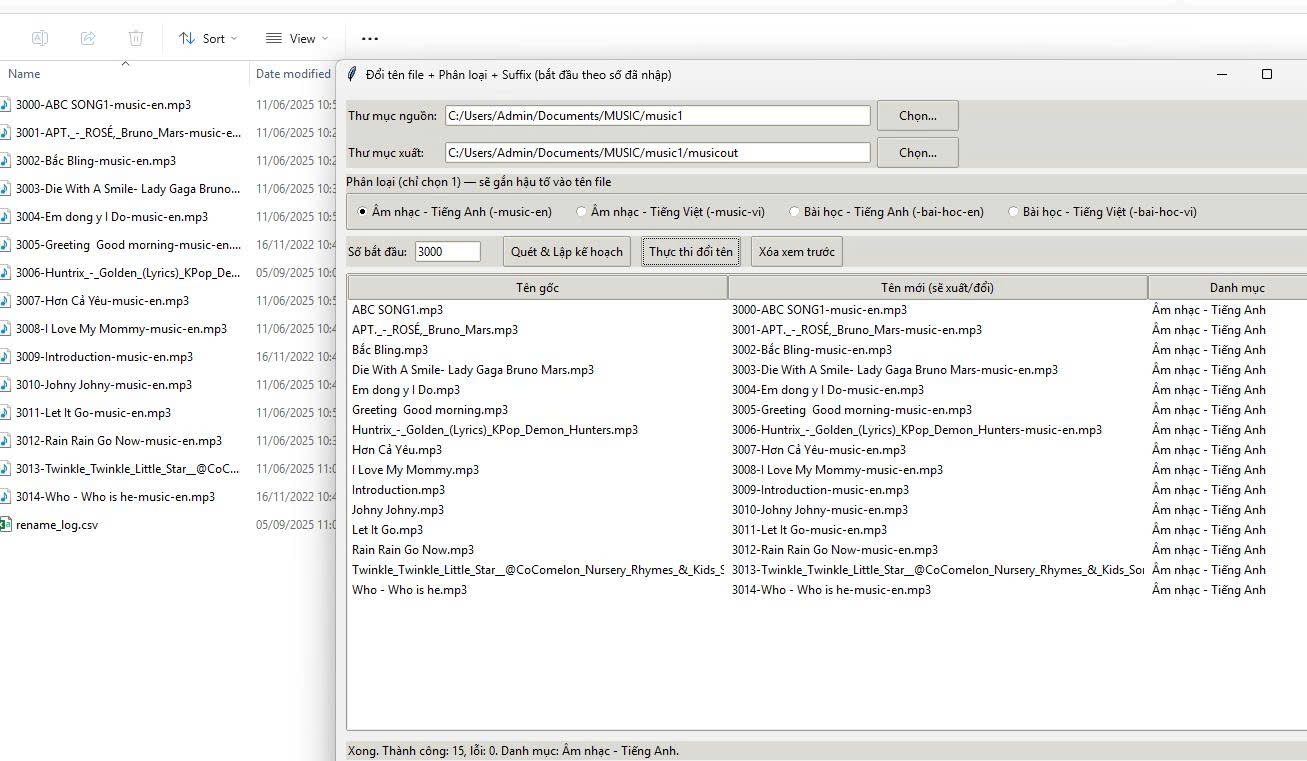 Sort
View
Name
Date modified
3000-ABC SONG1-music-en.mp3
11/06/2025 10:5
3001-APT._-_ROSÉ,_Bruno_Mars-music-e...
11/06/2025 10:2
3002-Bắc Bling-music-en.mp3
11/06/2025 10:2
3003-Die With A Smile- Lady Gaga Bruno...
11/06/2025 10:3
3004-Em dong y I Do-music-en.mp3
11/06/2025 10:5
3005-Greeting  Good morning-music-en....
16/11/2022 10:4
3006-Huntrix_-_Golden_(Lyrics)_KPop_De...
05/09/2025 10:0
3007-Hơn Cả Yêu-music-en.mp3
11/06/2025 10:5
3008-I Love My Mommy-music-en.mp3
11/06/2025 10:4
3009-Introduction-music-en.mp3
16/11/2022 10:4
3010-Johny Johny-music-en.mp3
11/06/2025 10:4
3011-Let It Go-music-en.mp3
11/06/2025 10:5
3012-Rain Rain Go Now-music-en.mp3
11/06/2025 10:3
3013-Twinkle_Twinkle_Little_Star__@CoC...
11/06/2025 11:0
3014-Who - Who is he-music-en.mp3
16/11/2022 10:4
rename_log.csv
05/09/2025 11:0
Đổi tên file + Phân loại + Suffix (bắt đầu theo số đã nhập)
Thư mục nguồn: C:/Users/Admin/Documents/MUSIC/music1 Chọn...
Thư mục xuất: C:/Users/Admin/Documents/MUSIC/music1/musicout Chọn...
Phân loại (chỉ chọn 1) — sẽ gắn hậu tố vào tên file
Âm nhạc - Tiếng Anh (-music-en) Âm nhạc - Tiếng Việt (-music-vi) Bài học - Tiếng Anh (-bai-hoc-en) Bài học - Tiếng Việt (-bai-hoc-vi)
Số bắt đầu: 3000 Quét & Lập kế hoạch Thực thi đổi tên Xóa xem trước
Tên gốc Tên mới (sẽ xuất/đổi) Danh mục
ABC SONG1.mp3 3000-ABC SONG1-music-en.mp3 Âm nhạc - Tiếng Anh
APT._-_ROSÉ,_Bruno_Mars.mp3 3001-APT._-_ROSÉ,_Bruno_Mars-music-en.mp3 Âm nhạc - Tiếng Anh
Bắc Bling.mp3 3002-Bắc Bling-music-en.mp3 Âm nhạc - Tiếng Anh
Die With A Smile- Lady Gaga Bruno Mars.mp3 3003-Die With A Smile- Lady Gaga Bruno Mars-music-en.mp3 Âm nhạc - Tiếng Anh
Em dong y I Do.mp3 3004-Em dong y I Do-music-en.mp3 Âm nhạc - Tiếng Anh
Greeting  Good morning.mp3 3005-Greeting  Good morning-music-en.mp3 Âm nhạc - Tiếng Anh
Huntrix_-_Golden_(Lyrics)_KPop_Demon_Hunters.mp3 3006-Huntrix_-_Golden_(Lyrics)_KPop_Demon_Hunters-music-en.mp3 Âm nhạc - Tiếng Anh
Hơn Cả Yêu.mp3 3007-Hơn Cả Yêu-music-en.mp3 Âm nhạc - Tiếng Anh
I Love My Mommy.mp3 3008-I Love My Mommy-music-en.mp3 Âm nhạc - Tiếng Anh
Introduction.mp3 3009-Introduction-music-en.mp3 Âm nhạc - Tiếng Anh
Johny Johny.mp3 3010-Johny Johny-music-en.mp3 Âm nhạc - Tiếng Anh
Let It Go.mp3 3011-Let It Go-music-en.mp3 Âm nhạc - Tiếng Anh
Rain Rain Go Now.mp3 3012-Rain Rain Go Now-music-en.mp3 Âm nhạc - Tiếng Anh
Twinkle_Twinkle_Little_Star__@CoComelon_Nursery_Rhymes_&_Kids_S 3013-Twinkle_Twinkle_Little_Star__@CoComelon_Nursery_Rhymes_&_Kids_Sor Âm nhạc - Tiếng Anh
Who - Who is he.mp3 3014-Who - Who is he-music-en.mp3 Âm nhạc - Tiếng Anh
Xong. Thành công: 15, lỗi: 0. Danh mục: Âm nhạc - Tiếng Anh.